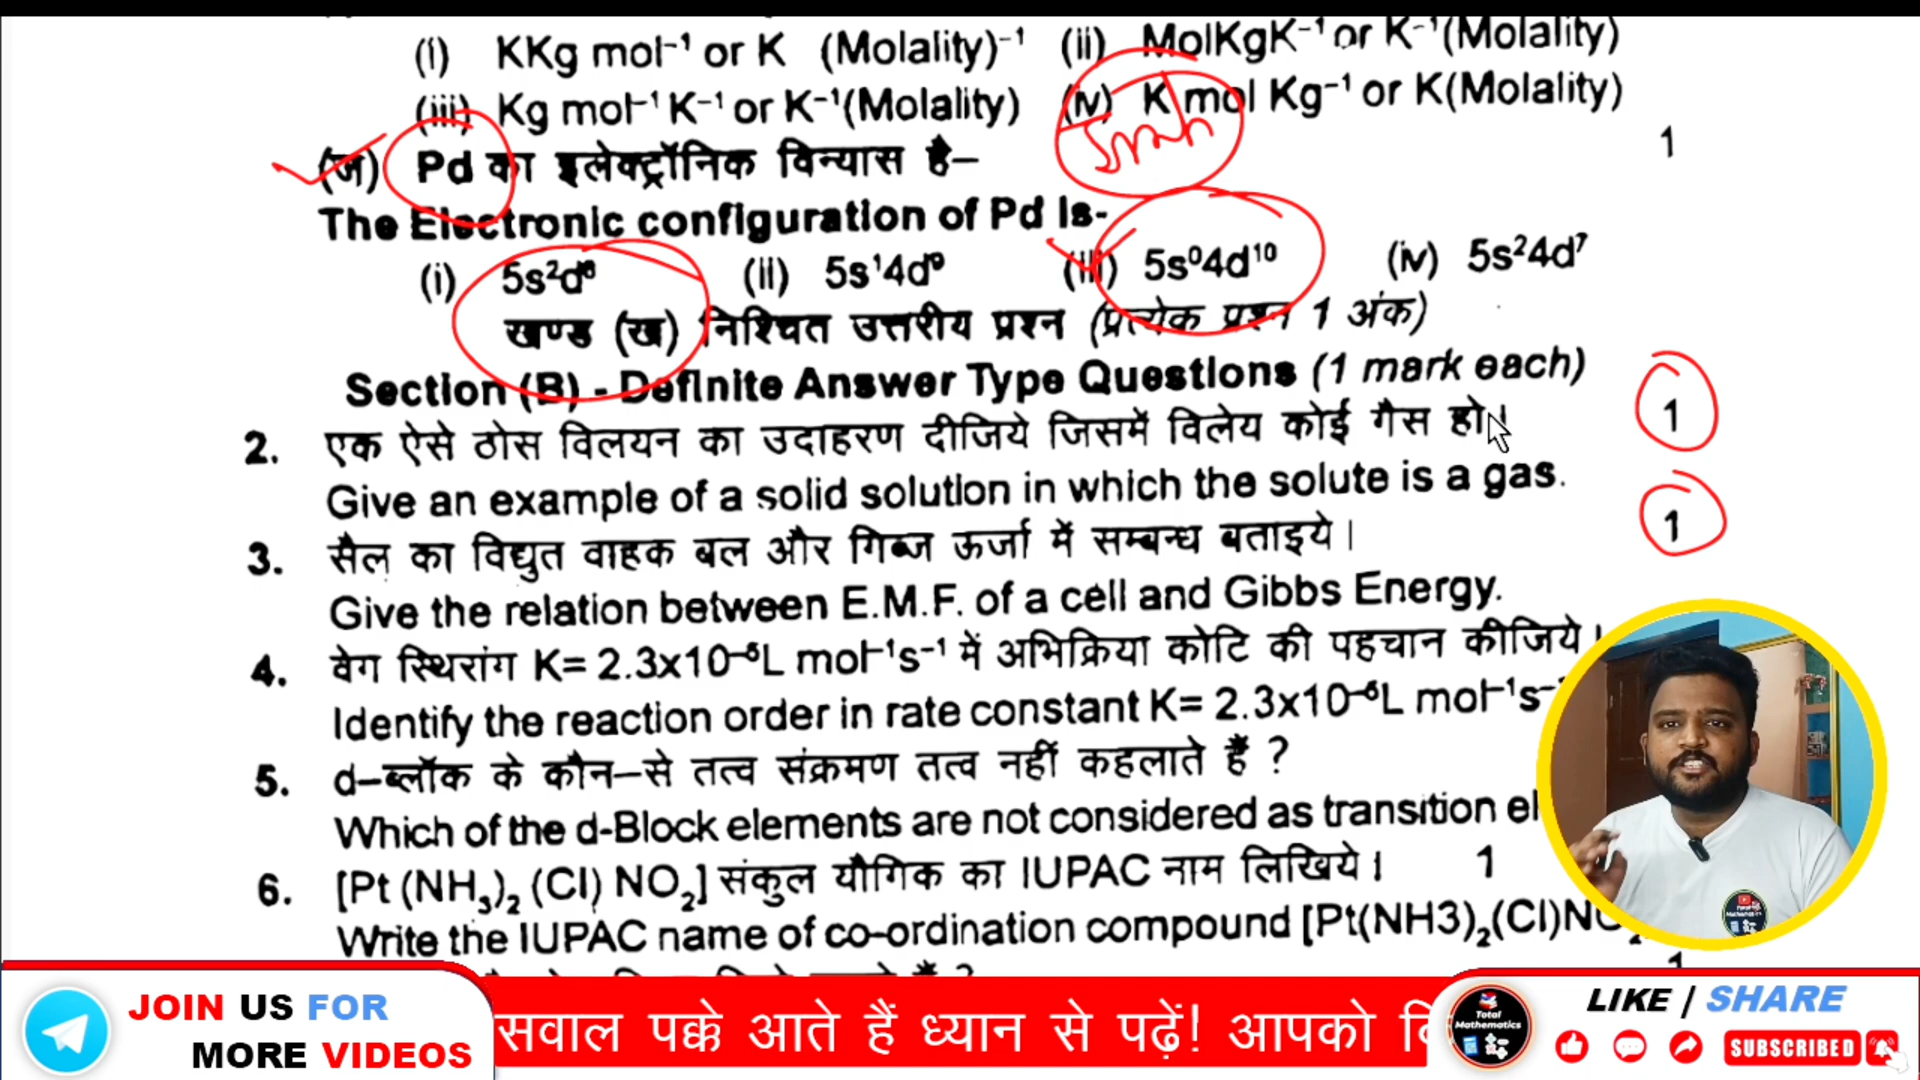 (i) KKg mol⁻¹ or K (Molality)⁻¹ (ii) MolKgK⁻¹ or K⁻¹(Molality)
(iii) Kg mol⁻¹ K⁻¹ or K⁻¹(Molality) (iv) K mol Kg⁻¹ or K(Molality)
(ज) Pd का इलेक्ट्रॉनिक विन्यास है– 1
The Electronic configuration of Pd is-
(i) 5s²d⁸ (ii) 5s¹4d⁹ (iii) 5s⁰4d¹⁰ (iv) 5s²4d⁷
खण्ड (ख) निश्चित उत्तरीय प्रश्न (प्रत्येक प्रश्न 1 अंक)
Section (B) - Definite Answer Type Questions (1 mark each)
2. एक ऐसे ठोस विलयन का उदाहरण दीजिये जिसमें विलेय कोई गैस हो। 1
Give an example of a solid solution in which the solute is a gas.
3. सैल का विद्युत वाहक बल और गिब्ज ऊर्जा में सम्बन्ध बताइये। 1
Give the relation between E.M.F. of a cell and Gibbs Energy.
4. वेग स्थिरांग K= 2.3x10⁻⁵L mol⁻¹s⁻¹ में अभिक्रिया कोटि की पहचान कीजिये।
Identify the reaction order in rate constant K= 2.3x10⁻⁵L mol⁻¹s⁻
5. d–ब्लॉक के कौन–से तत्व संक्रमण तत्व नहीं कहलाते हैं ?
Which of the d-Block elements are not considered as transition el
6. [Pt (NH₃)₂ (Cl) NO₂] संकुल यौगिक का IUPAC नाम लिखिये। 1
Write the IUPAC name of co-ordination compound [Pt(NH3)₂(Cl)NO₂
JOIN US FOR
MORE VIDEOS
सवाल पक्के आते हैं ध्यान से पढ़ें! आपको
Total
Mathematics
LIKE / SHARE
SUBSCRIBED